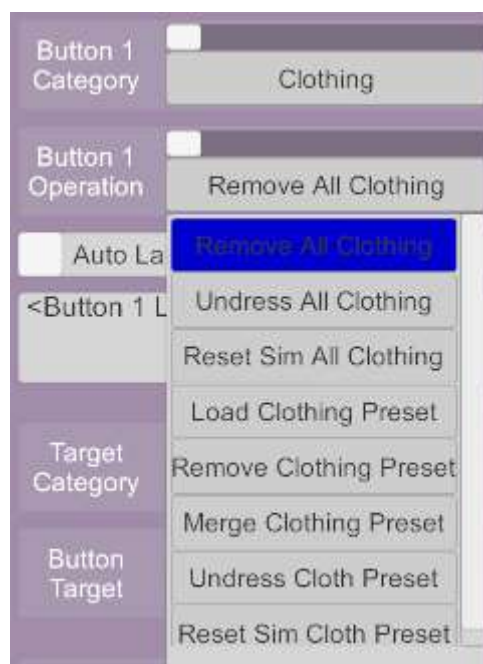 Button 1
Category
Clothing
Button 1
Operation
Remove All Clothing
Auto La
Remove All Clothing
<Button 1 L
Undress All Clothing
Reset Sim All Clothing
Load Clothing Preset
Target
Category
Remove Clothing Preset
Merge Clothing Preset
Button
Target
Undress Cloth Preset
Reset Sim Cloth Preset